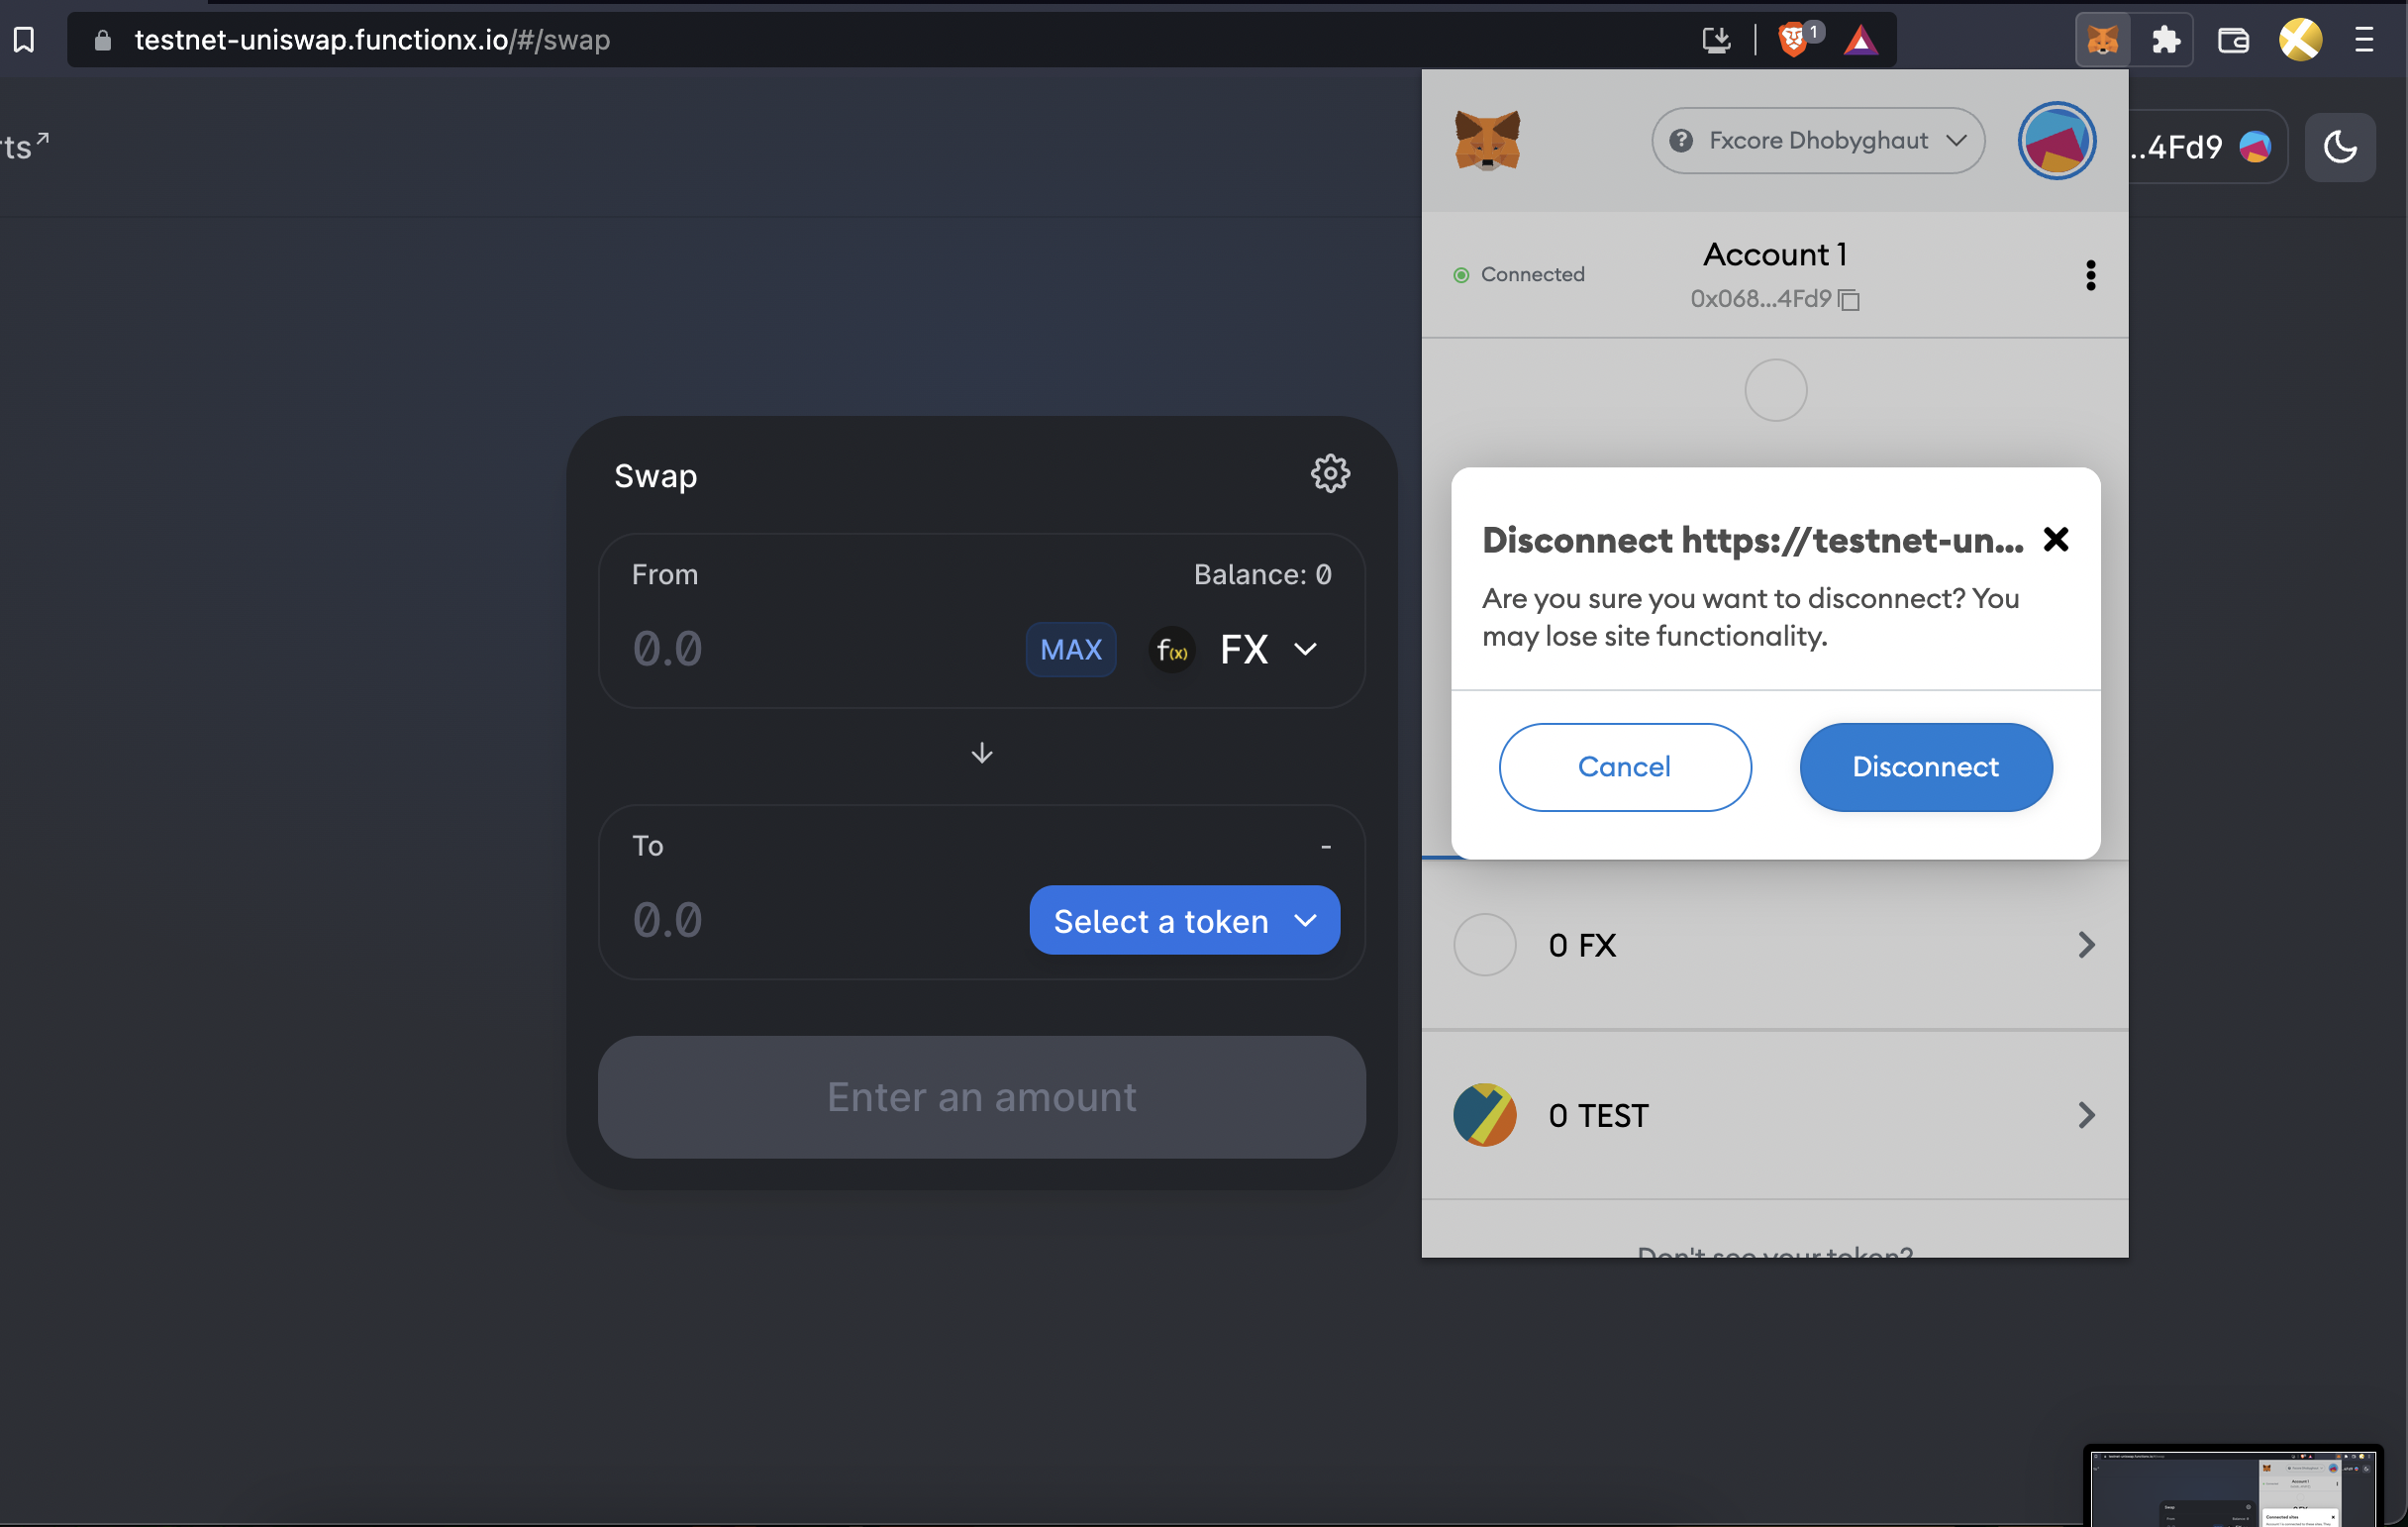 testnet-uniswap.functionx.io/#/swap
1
ts↗
...4Fd9
Swap
From
Balance: 0
0.0
MAX
f(x)
FX
To
-
0.0
Select a token
Enter an amount
Fxcore Dhobyghaut
Connected
Account 1
0x068...4Fd9
Disconnect https://testnet-un...
Are you sure you want to disconnect? You
may lose site functionality.
Cancel
Disconnect
0 FX
0 TEST
Don't see your token?